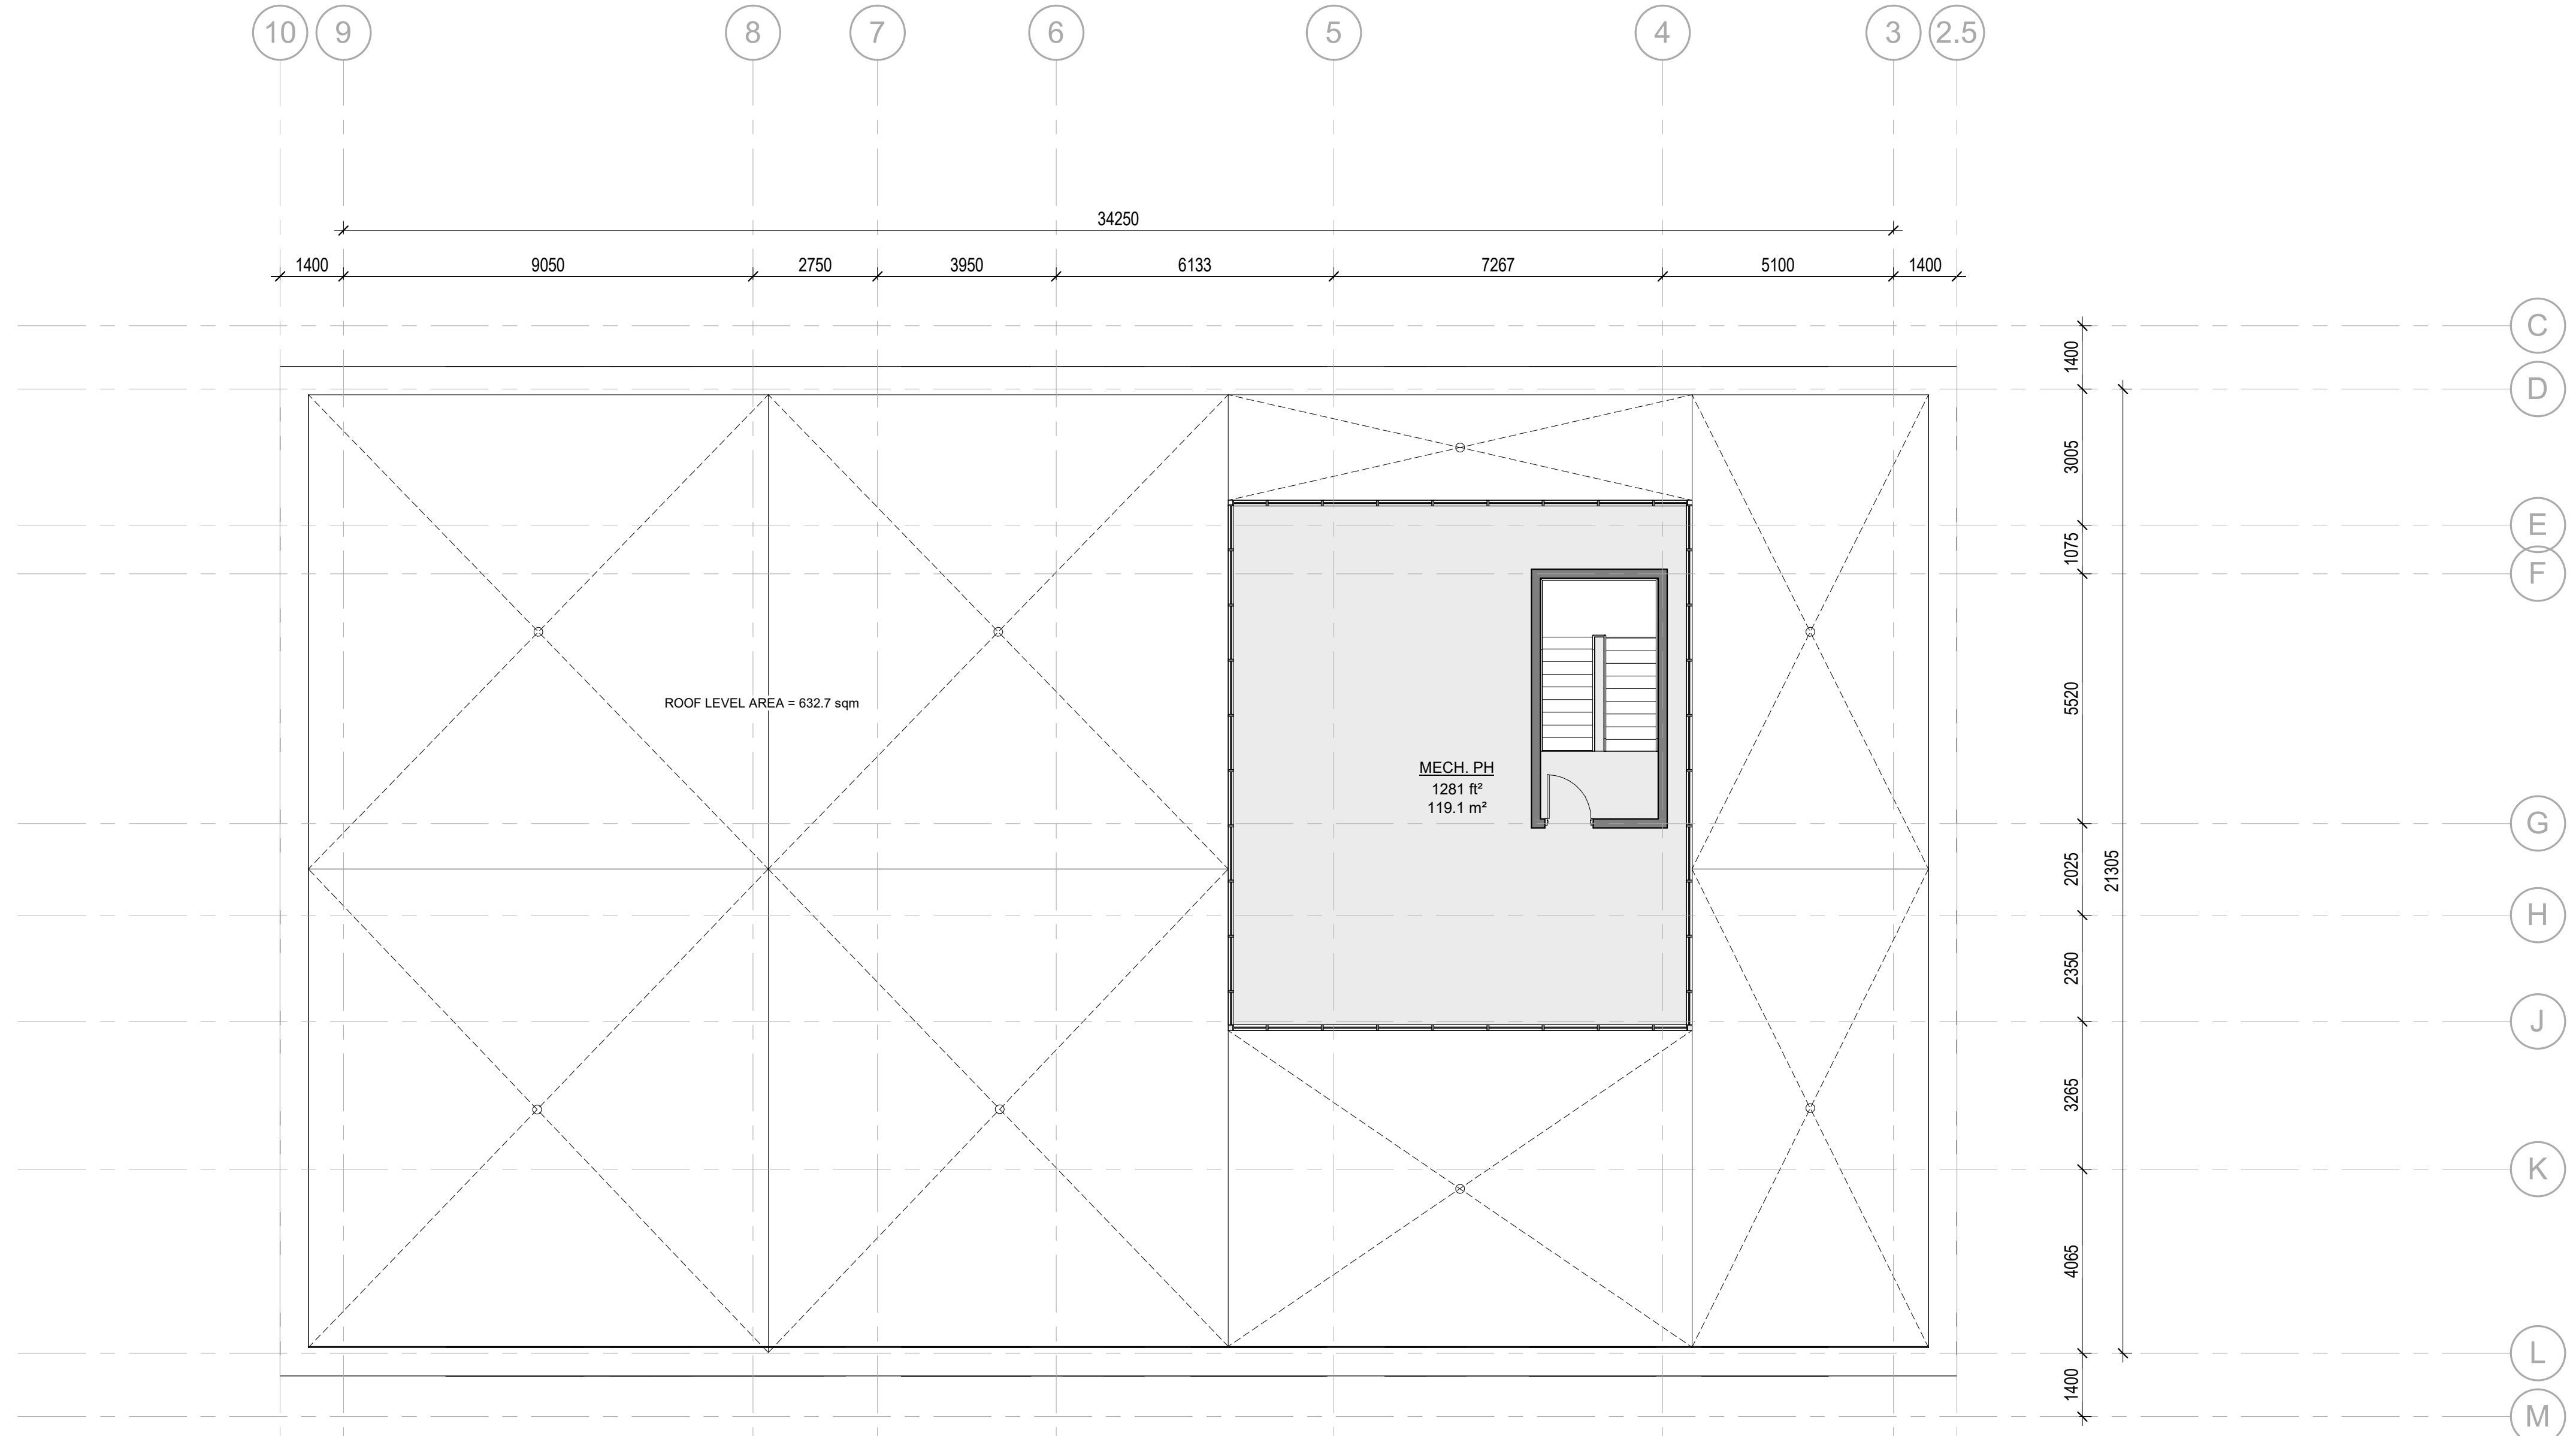 10
9
8
7
6
5
4
3
2.5
34250
1400
9050
2750
3950
6133
7267
5100
1400
C
1400
D
3005
E
1075
F
5520
ROOF LEVEL AREA = 632.7 sqm
MECH. PH
1281 ft²
119.1 m²
G
2025
21305
H
2350
J
3265
K
4065
L
1400
M